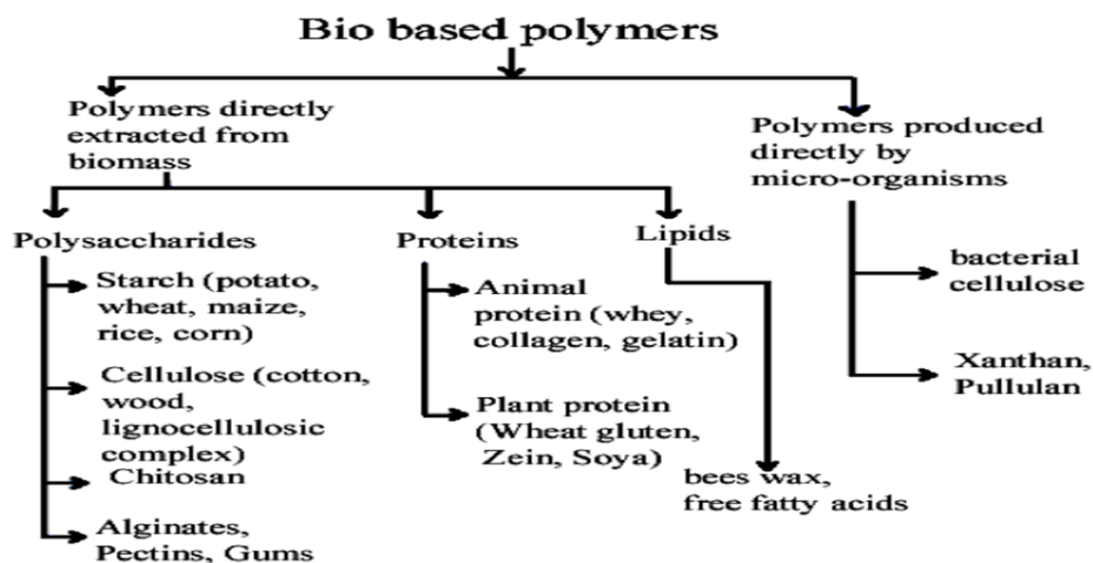 Bio based polymers
Polymers directly
extracted from
biomass
Polymers produced
directly by
micro-organisms
Polysaccharides
Starch (potato,
wheat, maize,
rice, corn)
Cellulose (cotton,
wood,
lignocellulosic
complex)
Chitosan
Alginates,
Pectins, Gums
Proteins
Animal
protein (whey,
collagen, gelatin)
Plant protein
(Wheat gluten,
Zein, Soya)
Lipids
bees wax,
free fatty acids
bacterial
cellulose
Xanthan,
Pullulan